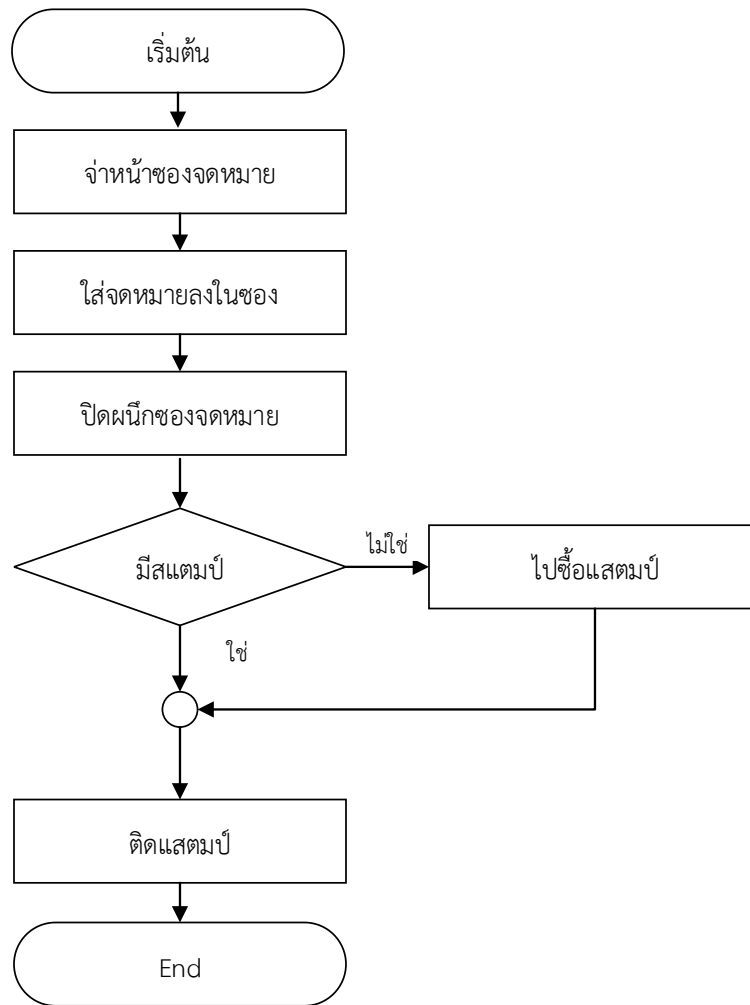 เริ่มต้น
จ่าหน้าซองจดหมาย
ใส่จดหมายลงในซอง
ปิดผนึกซองจดหมาย
มีสแตมป์
ไม่ใช่
ไปซื้อแสตมป์
ใช่
ติดแสตมป์
End